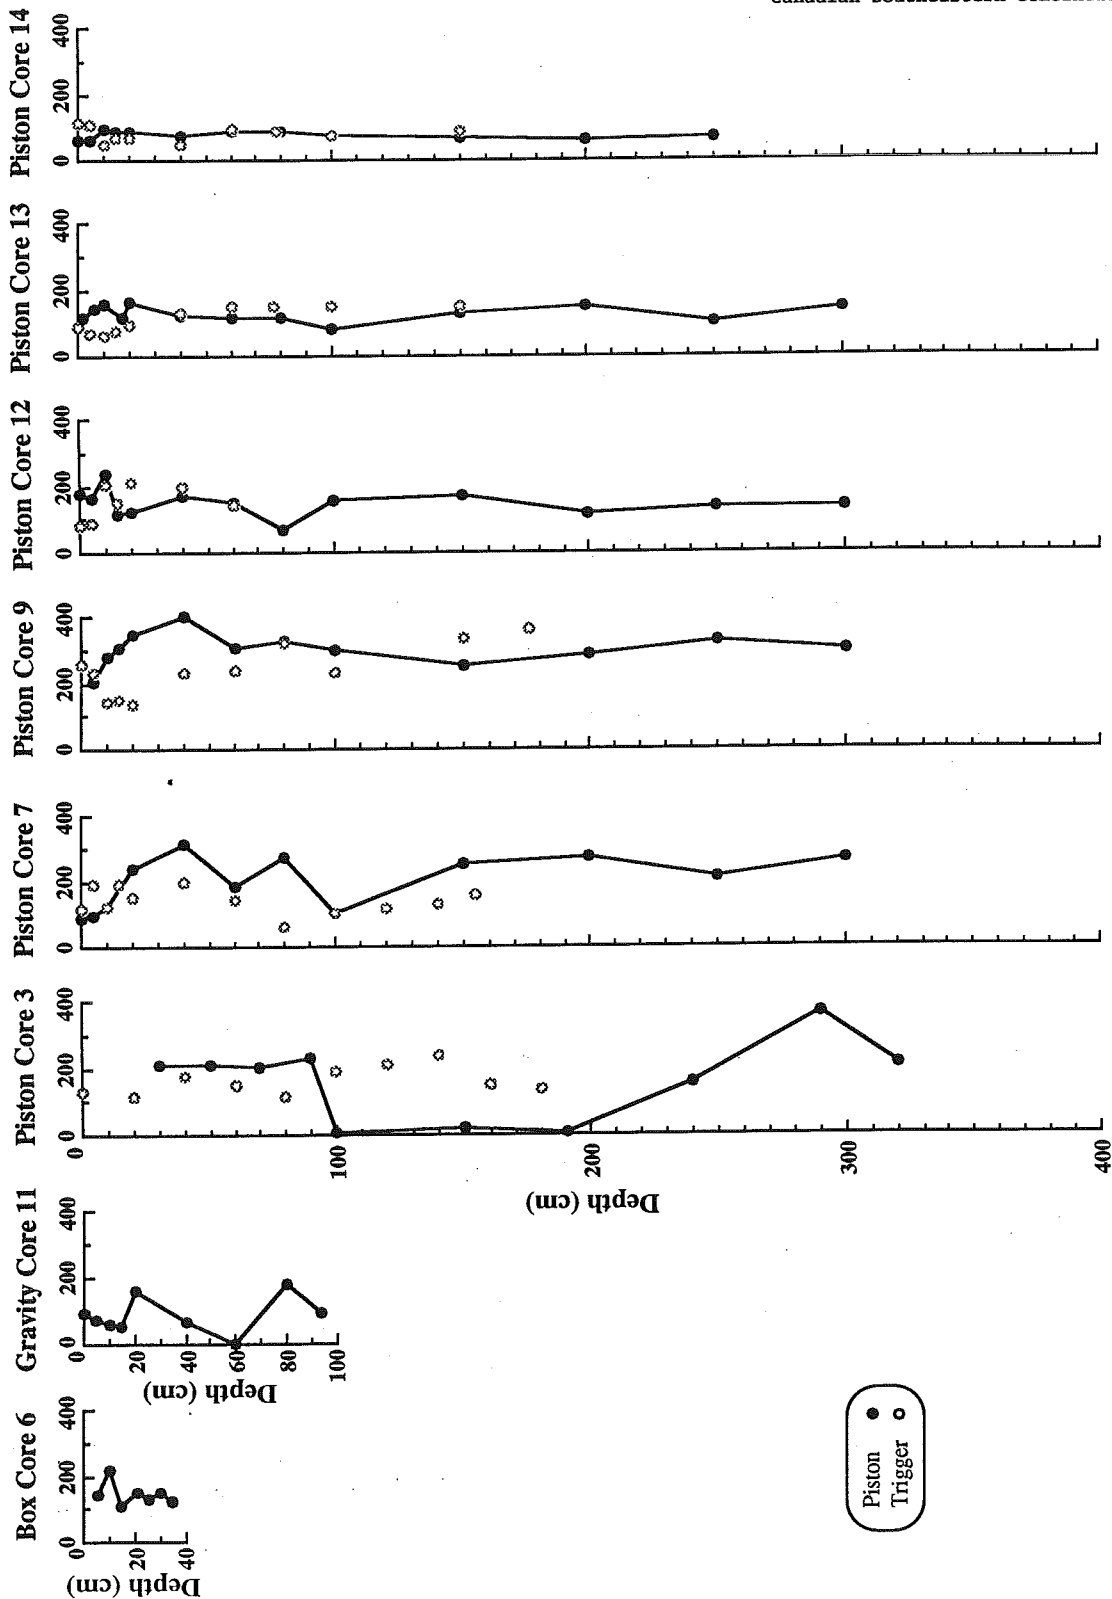 Box Core 6
Gravity Core 11
Piston Core 3
Piston Core 7
Piston Core 9
Piston Core 12
Piston Core 13
Piston Core 14
0 200 400
0 200 400
0 200 400
0 200 400
0 200 400
0 200 400
0 200 400
0 200 400
0
20
40
Depth (cm)
0
20
40
60
80
100
Depth (cm)
0
100
200
300
400
Depth (cm)
Piston
Trigger